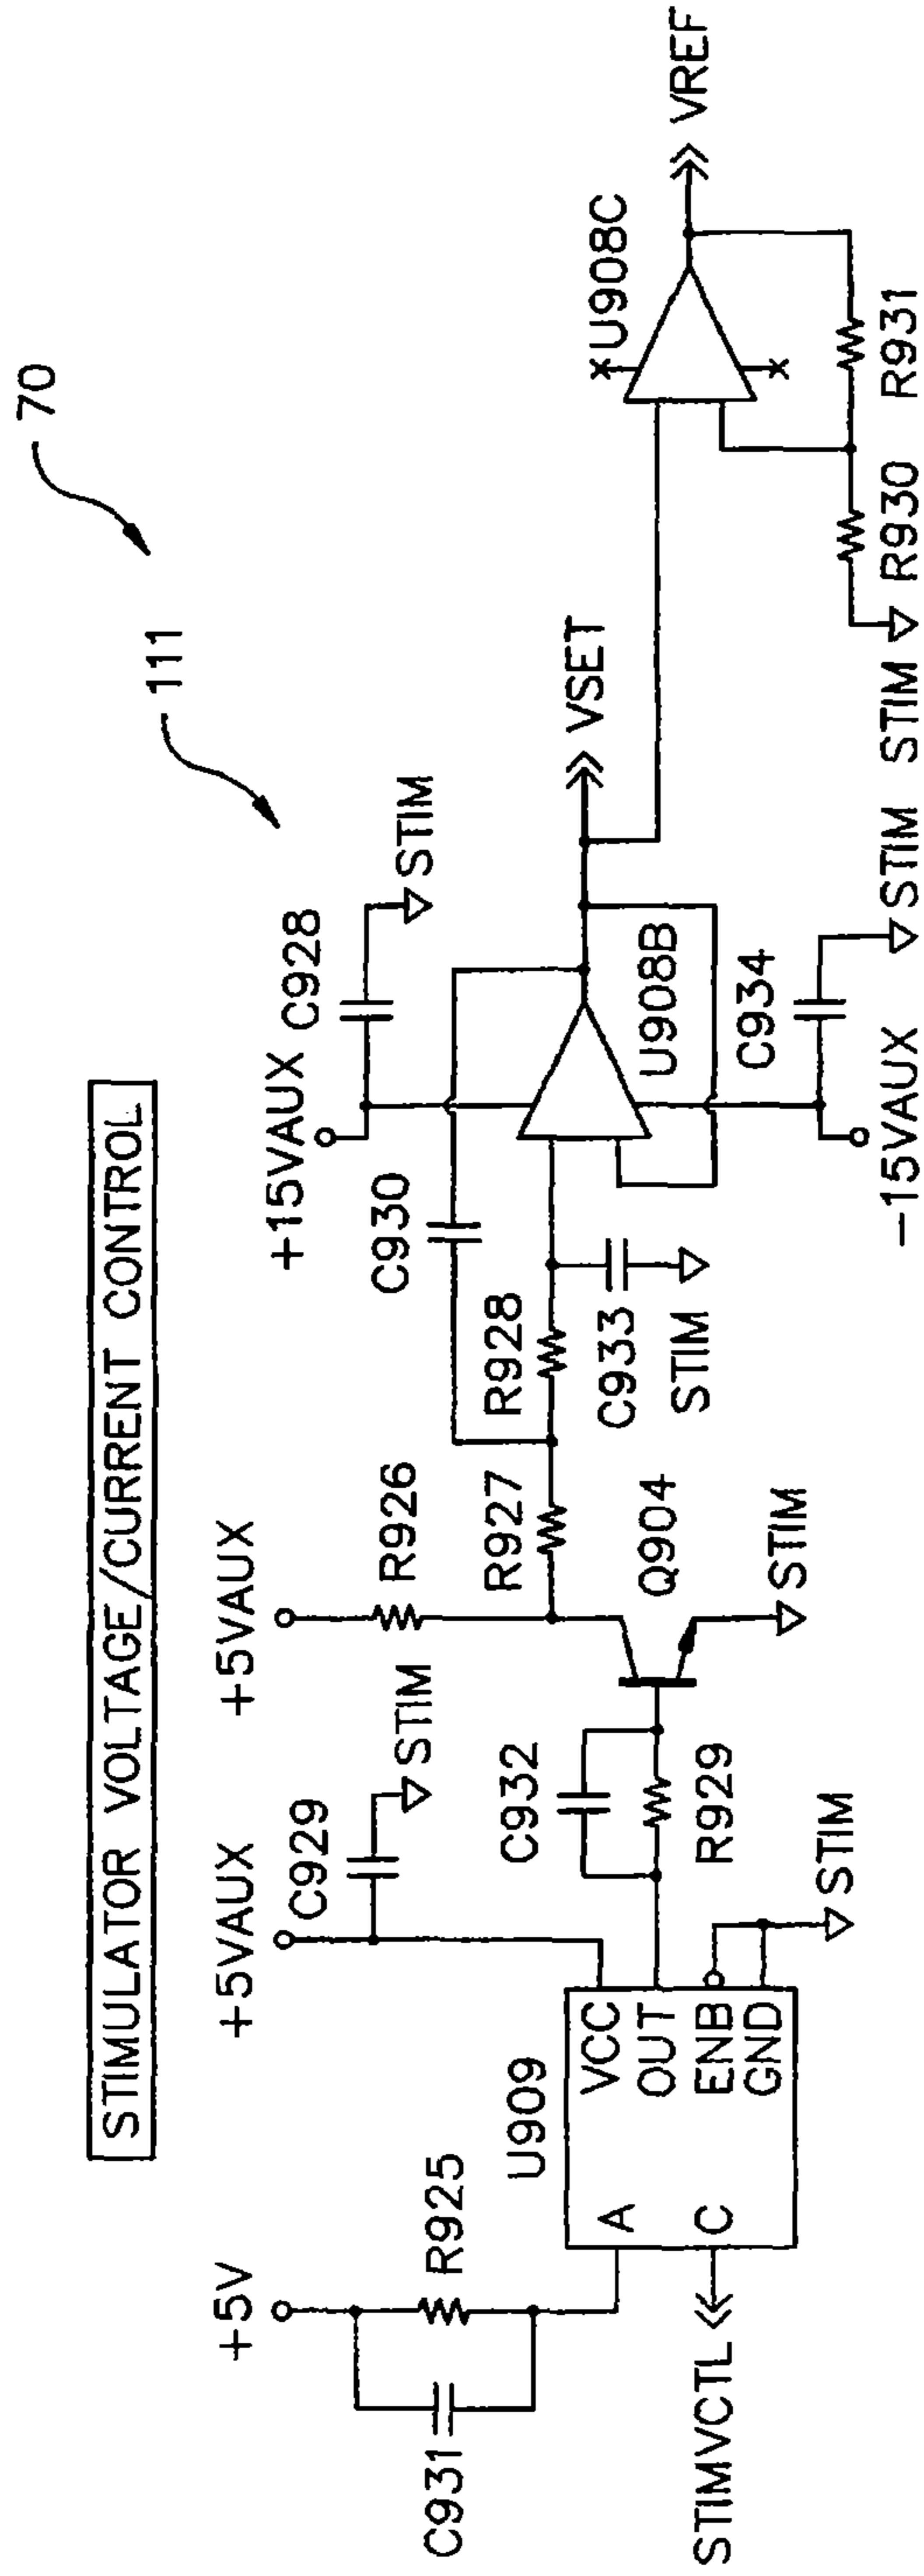 STIMULATOR VOLTAGE/CURRENT CONTROL
70
111
+5V
C931
R925
STIMVCTL
U909
A
C
VCC
OUT
ENB
GND
+5VAUX
C929
STIM
STIM
C932
R929
+5VAUX
R926
Q904
STIM
R927
R928
C930
C933
STIM
+15VAUX
C928
STIM
U908B
-15VAUX
C934
STIM
VSET
U908C
VREF
STIM
R930
R931